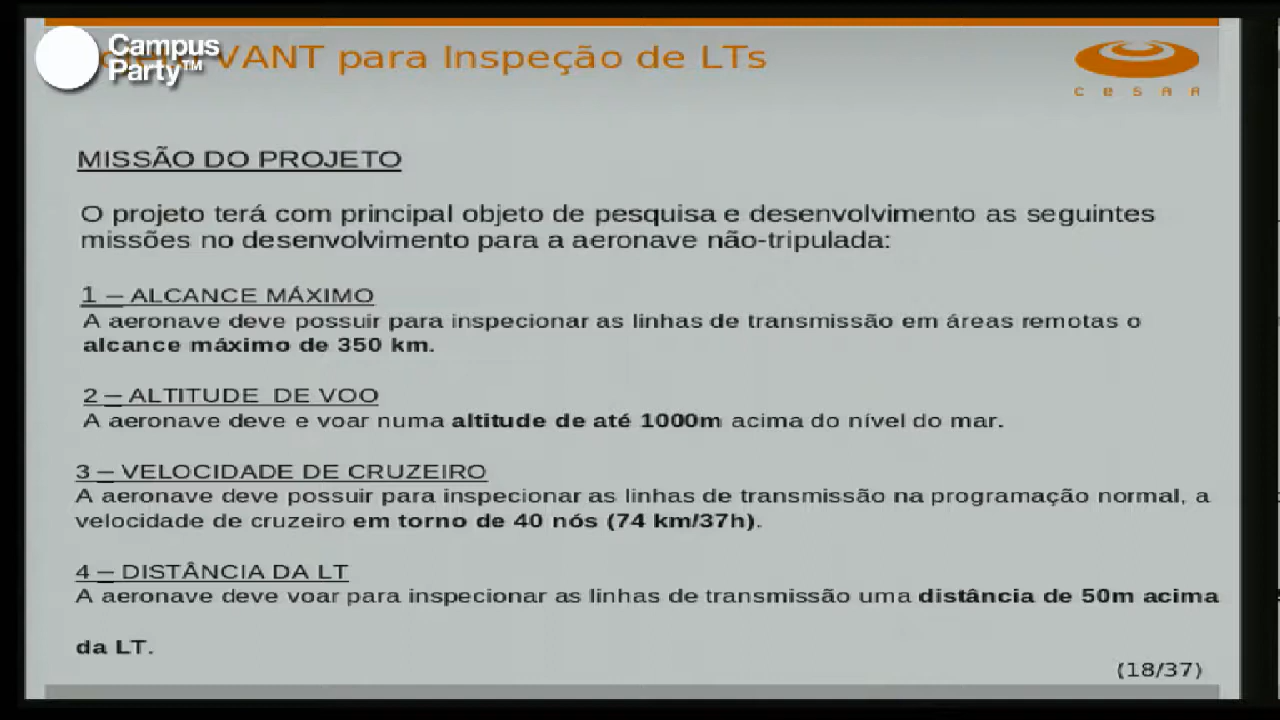 Campus
Party™
VANT para Inspeção de LTs
CESAR
MISSÃO DO PROJETO
O projeto terá com principal objeto de pesquisa e desenvolvimento as seguintes
missões no desenvolvimento para a aeronave não-tripulada:
1 – ALCANCE MÁXIMO
A aeronave deve possuir para inspecionar as linhas de transmissão em áreas remotas o
alcance máximo de 350 km.
2 – ALTITUDE DE VOO
A aeronave deve e voar numa altitude de até 1000m acima do nível do mar.
3 – VELOCIDADE DE CRUZEIRO
A aeronave deve possuir para inspecionar as linhas de transmissão na programação normal, a
velocidade de cruzeiro em torno de 40 nós (74 km/37h).
4 – DISTÂNCIA DA LT
A aeronave deve voar para inspecionar as linhas de transmissão uma distância de 50m acima
da LT.
(18/37)